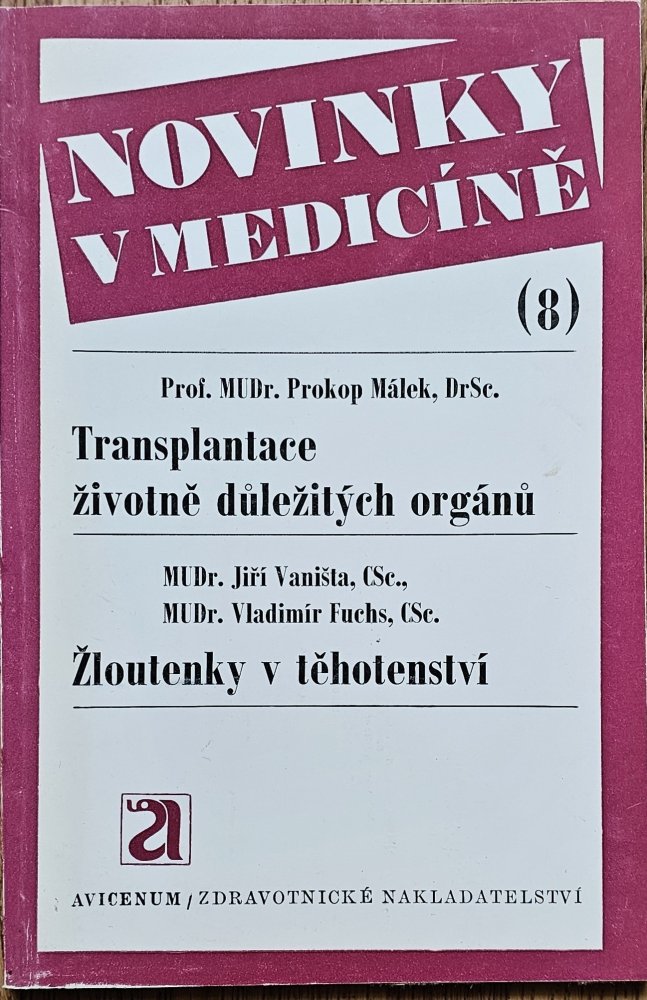 NOVINKY
V MEDICÍNĚ
(8)
Prof. MUDr. Prokop Málek, DrSc.
Transplantace
životně důležitých orgánů
MUDr. Jiří Vaništa, CSc.,
MUDr. Vladimír Fuchs, CSc.
Žloutenky v těhotenství
AVICENUM / ZDRAVOTNICKÉ NAKLADATELSTVÍ